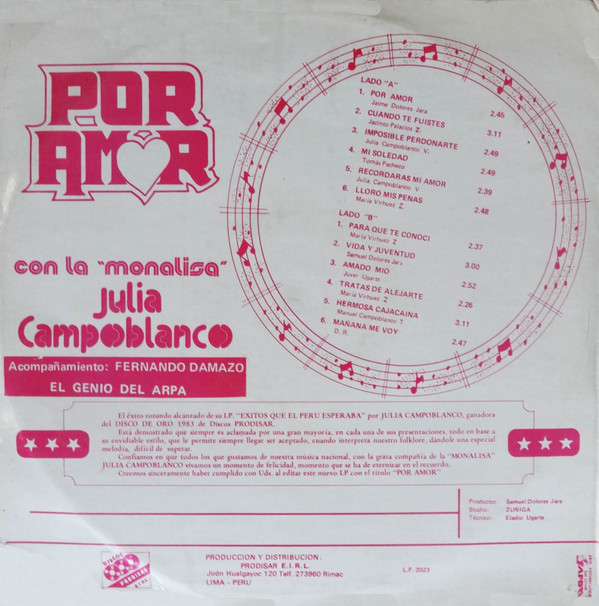 POR
AMOR
con la "monalisa"
Julia
Campoblanco
Acompañamiento: FERNANDO DAMAZO
EL GENIO DEL ARPA
LADO "A"
1. POR AMOR 2.45
Jaime Dolores Jara
2. CUANDO TE FUISTES 3.11
Jacinto Palacios Z.
3. IMPOSIBLE PERDONARTE 2.49
Julia Campoblanco V.
4. MI SOLEDAD 2.49
Tomás Pacheco
5. RECORDARAS MI AMOR 2.39
Julia Campoblanco V
6. LLORO MIS PENAS 2.48
María Virhuez Z.
LADO "B"
1. PARA QUE TE CONOCI 2.37
María Virhuez Z
2. VIDA Y JUVENTUD 3.00
Samuel Dolores Jara
3. AMADO MIO 2.52
Juver Ugarte
4. TRATAS DE ALEJARTE 2.26
María Virhuez Z
5. HERMOSA CAJACAINA 3.11
Manuel Campoblanco T
6. MAÑANA ME VOY 2.47
D. R.
El éxito rotundo alcanzado de su LP. "EXITOS QUE EL PERU ESPERABA" por JULIA CAMPOBLANCO, ganadora
del DISCO DE ORO 1983 de Discos PRODISAR.
Está demostrado que siempre es aclamada por una gran mayoría, en cada una de sus presentaciones, todo en base a
su envidiable estilo, que le permite siempre llegar ser aceptado, cuando interpreta nuestro folklore, dándole una especial
melodía, difícil de superar.
Confiamos en que todos los que gustamos de nuestra música nacional, con la grata compañía de la "MONALISA"
JULIA CAMPOBLANCO vivamos un momento de felicidad, momento que se ha de eternizar en el recuerdo.
Creemos sinceramente haber cumplido con Uds. al editar este nuevo LP con el título "POR AMOR"
Productor: Samuel Dolores Jara
Studio: ZUÑIGA
Técnico: Eladio Ugarte
DISCOS
PRODISAR
E.I.R.L.
PRODUCCION Y DISTRIBUCION:
PRODISAR E.I.R.L.
Jirón Hualgayoc 120 Telf. 273960 Rímac
LIMA - PERU
L.P. 2023